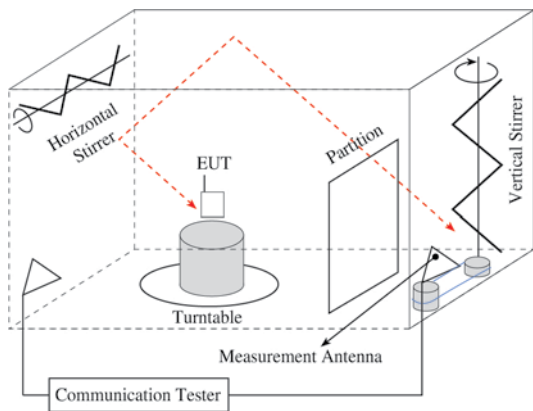 Horizontal
Stirrer
EUT
Partition
Vertical Stirrer
Turntable
Measurement Antenna
Communication Tester